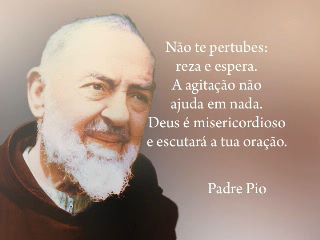 Não te pertubes:
reza e espera.
A agitação não
ajuda em nada.
Deus é misericordioso
e escutará a tua oração.
Padre Pio